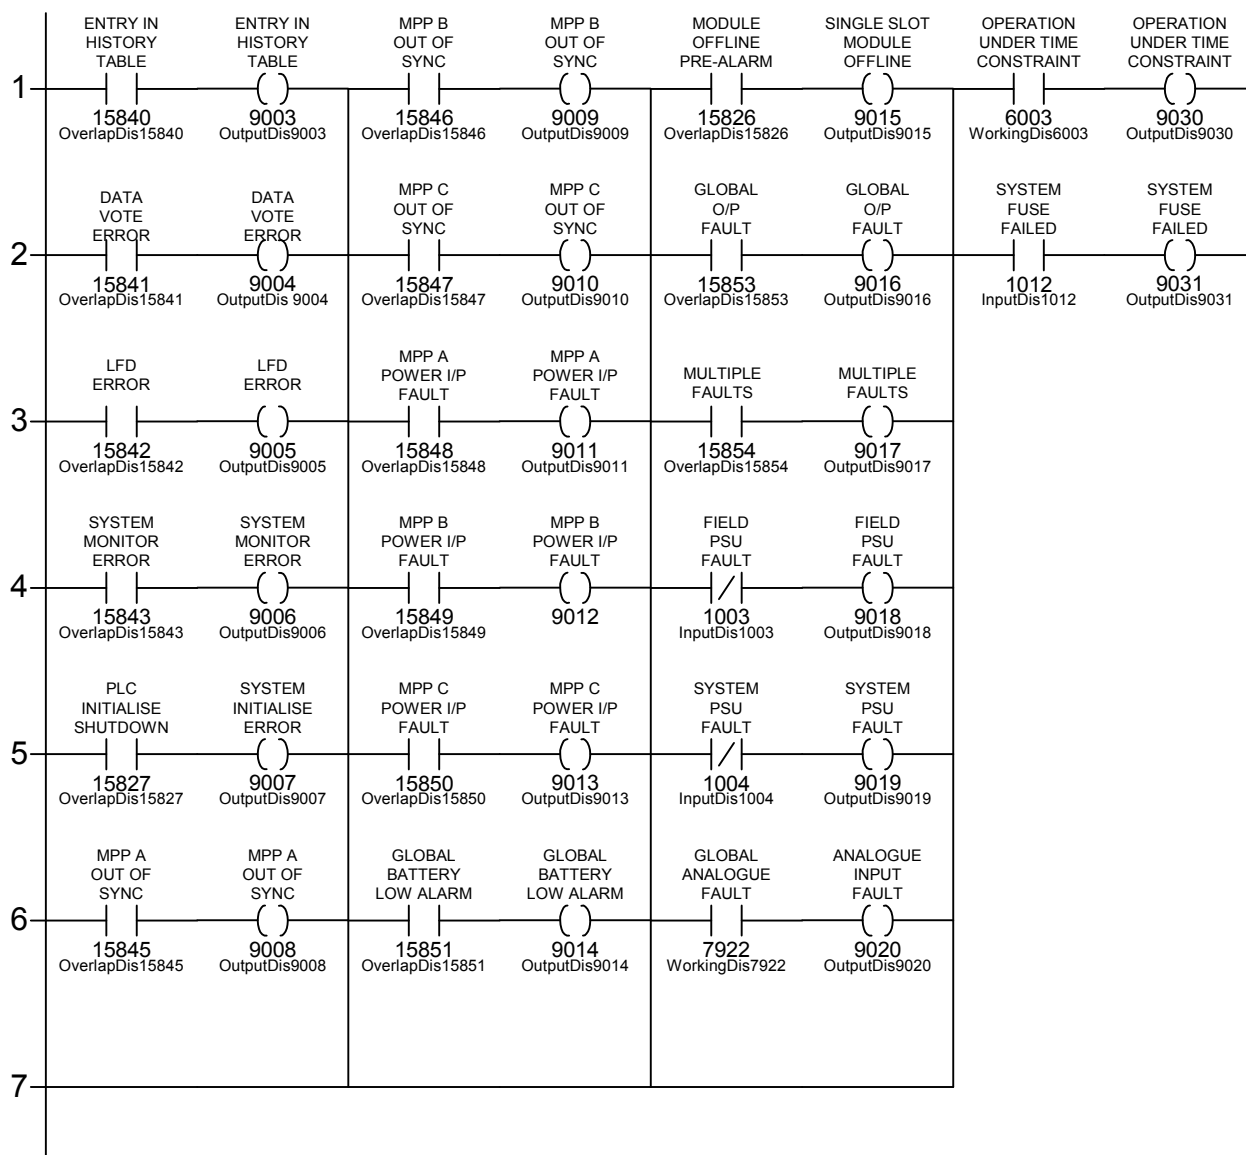 ENTRY IN
HISTORY
TABLE
ENTRY IN
HISTORY
TABLE
MPP B
OUT OF
SYNC
MPP B
OUT OF
SYNC
MODULE
OFFLINE
PRE-ALARM
SINGLE SLOT
MODULE
OFFLINE
OPERATION
UNDER TIME
CONSTRAINT
OPERATION
UNDER TIME
CONSTRAINT
1
15840
OverlapDis15840
9003
OutputDis9003
15846
OverlapDis15846
9009
OutputDis9009
15826
OverlapDis15826
9015
OutputDis9015
6003
WorkingDis6003
9030
OutputDis9030
DATA
VOTE
ERROR
DATA
VOTE
ERROR
MPP C
OUT OF
SYNC
MPP C
OUT OF
SYNC
GLOBAL
O/P
FAULT
GLOBAL
O/P
FAULT
SYSTEM
FUSE
FAILED
SYSTEM
FUSE
FAILED
2
15841
OverlapDis15841
9004
OutputDis 9004
15847
OverlapDis15847
9010
OutputDis9010
15853
OverlapDis15853
9016
OutputDis9016
1012
InputDis1012
9031
OutputDis9031
LFD
ERROR
LFD
ERROR
MPP A
POWER I/P
FAULT
MPP A
POWER I/P
FAULT
MULTIPLE
FAULTS
MULTIPLE
FAULTS
3
15842
OverlapDis15842
9005
OutputDis9005
15848
OverlapDis15848
9011
OutputDis9011
15854
OverlapDis15854
9017
OutputDis9017
SYSTEM
MONITOR
ERROR
SYSTEM
MONITOR
ERROR
MPP B
POWER I/P
FAULT
MPP B
POWER I/P
FAULT
FIELD
PSU
FAULT
FIELD
PSU
FAULT
4
15843
OverlapDis15843
9006
OutputDis9006
15849
OverlapDis15849
9012
1003
InputDis1003
9018
OutputDis9018
PLC
INITIALISE
SHUTDOWN
SYSTEM
INITIALISE
ERROR
MPP C
POWER I/P
FAULT
MPP C
POWER I/P
FAULT
SYSTEM
PSU
FAULT
SYSTEM
PSU
FAULT
5
15827
OverlapDis15827
9007
OutputDis9007
15850
OverlapDis15850
9013
OutputDis9013
1004
InputDis1004
9019
OutputDis9019
MPP A
OUT OF
SYNC
MPP A
OUT OF
SYNC
GLOBAL
BATTERY
LOW ALARM
GLOBAL
BATTERY
LOW ALARM
GLOBAL
ANALOGUE
FAULT
ANALOGUE
INPUT
FAULT
6
15845
OverlapDis15845
9008
OutputDis9008
15851
OverlapDis15851
9014
OutputDis9014
7922
WorkingDis7922
9020
OutputDis9020
7